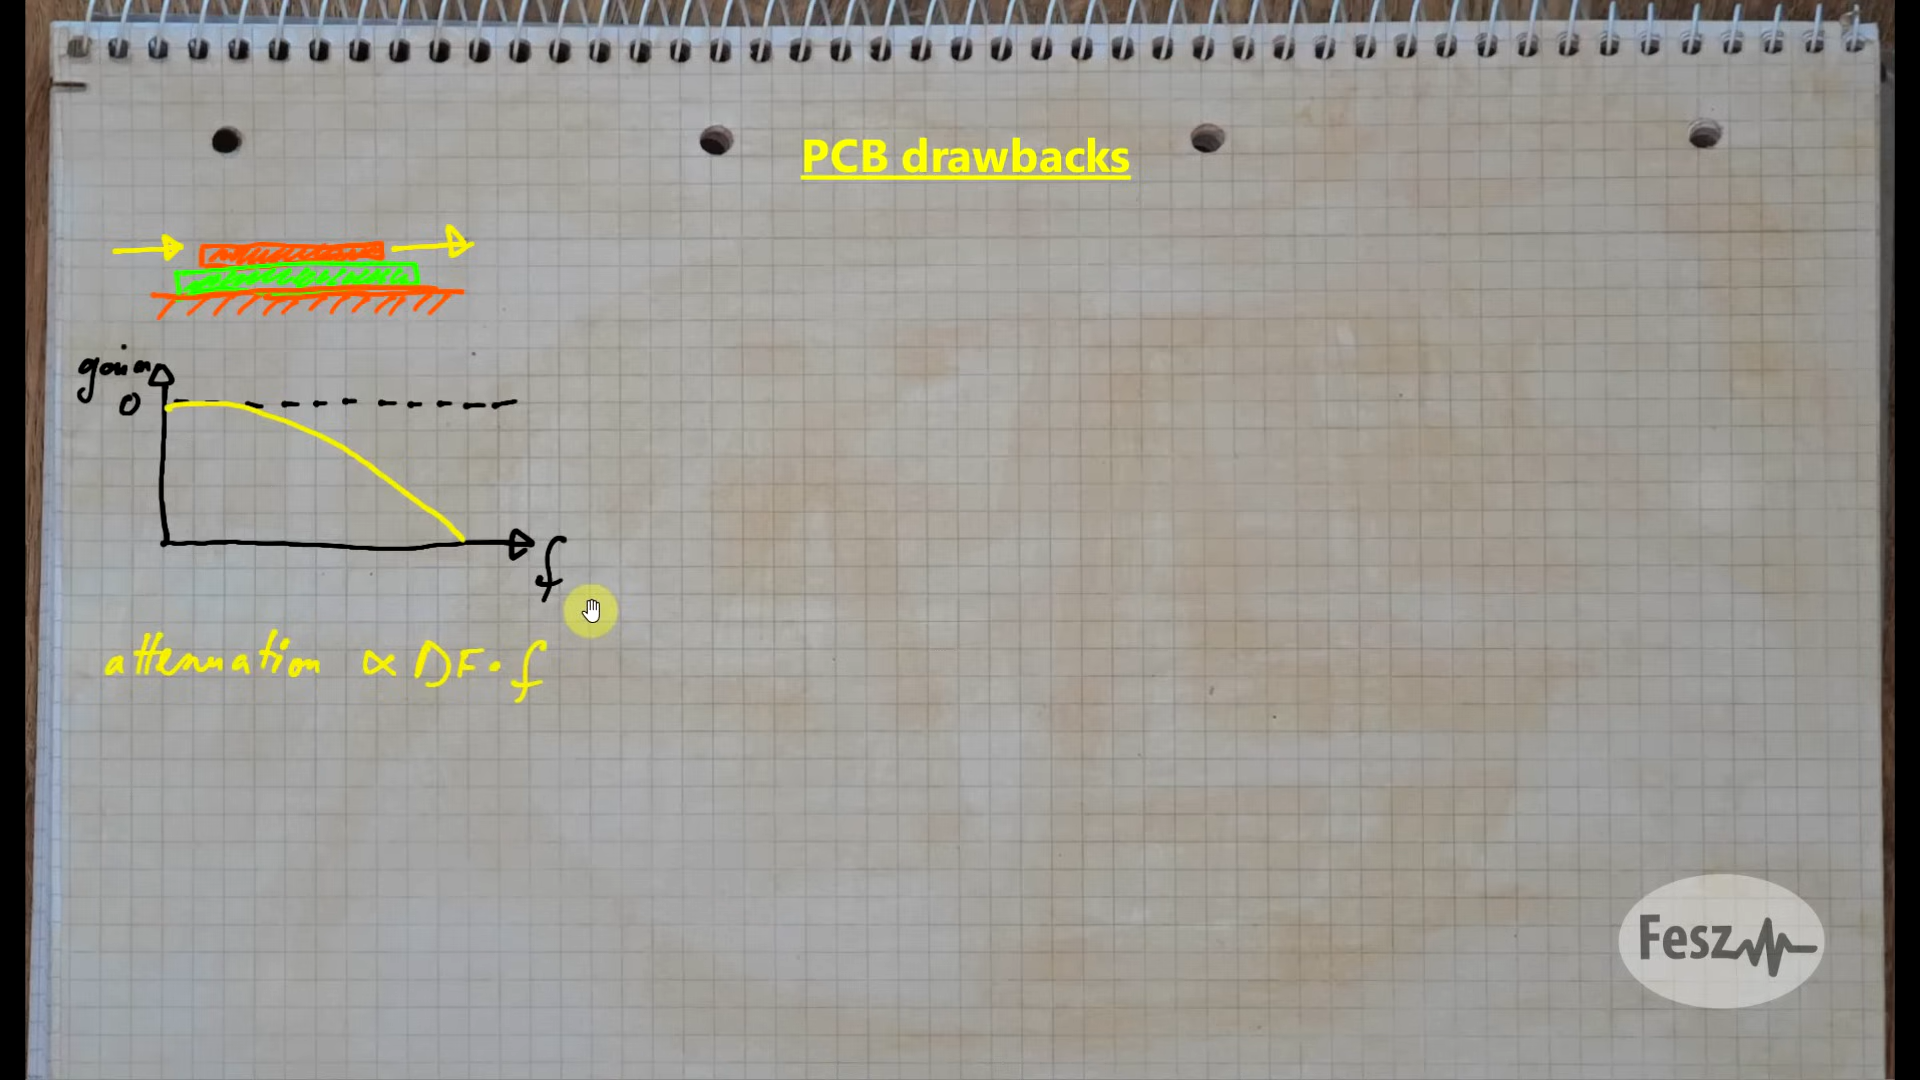 PCB drawbacks
gain
0
f
attenuation ∝ DF·f
Fesz